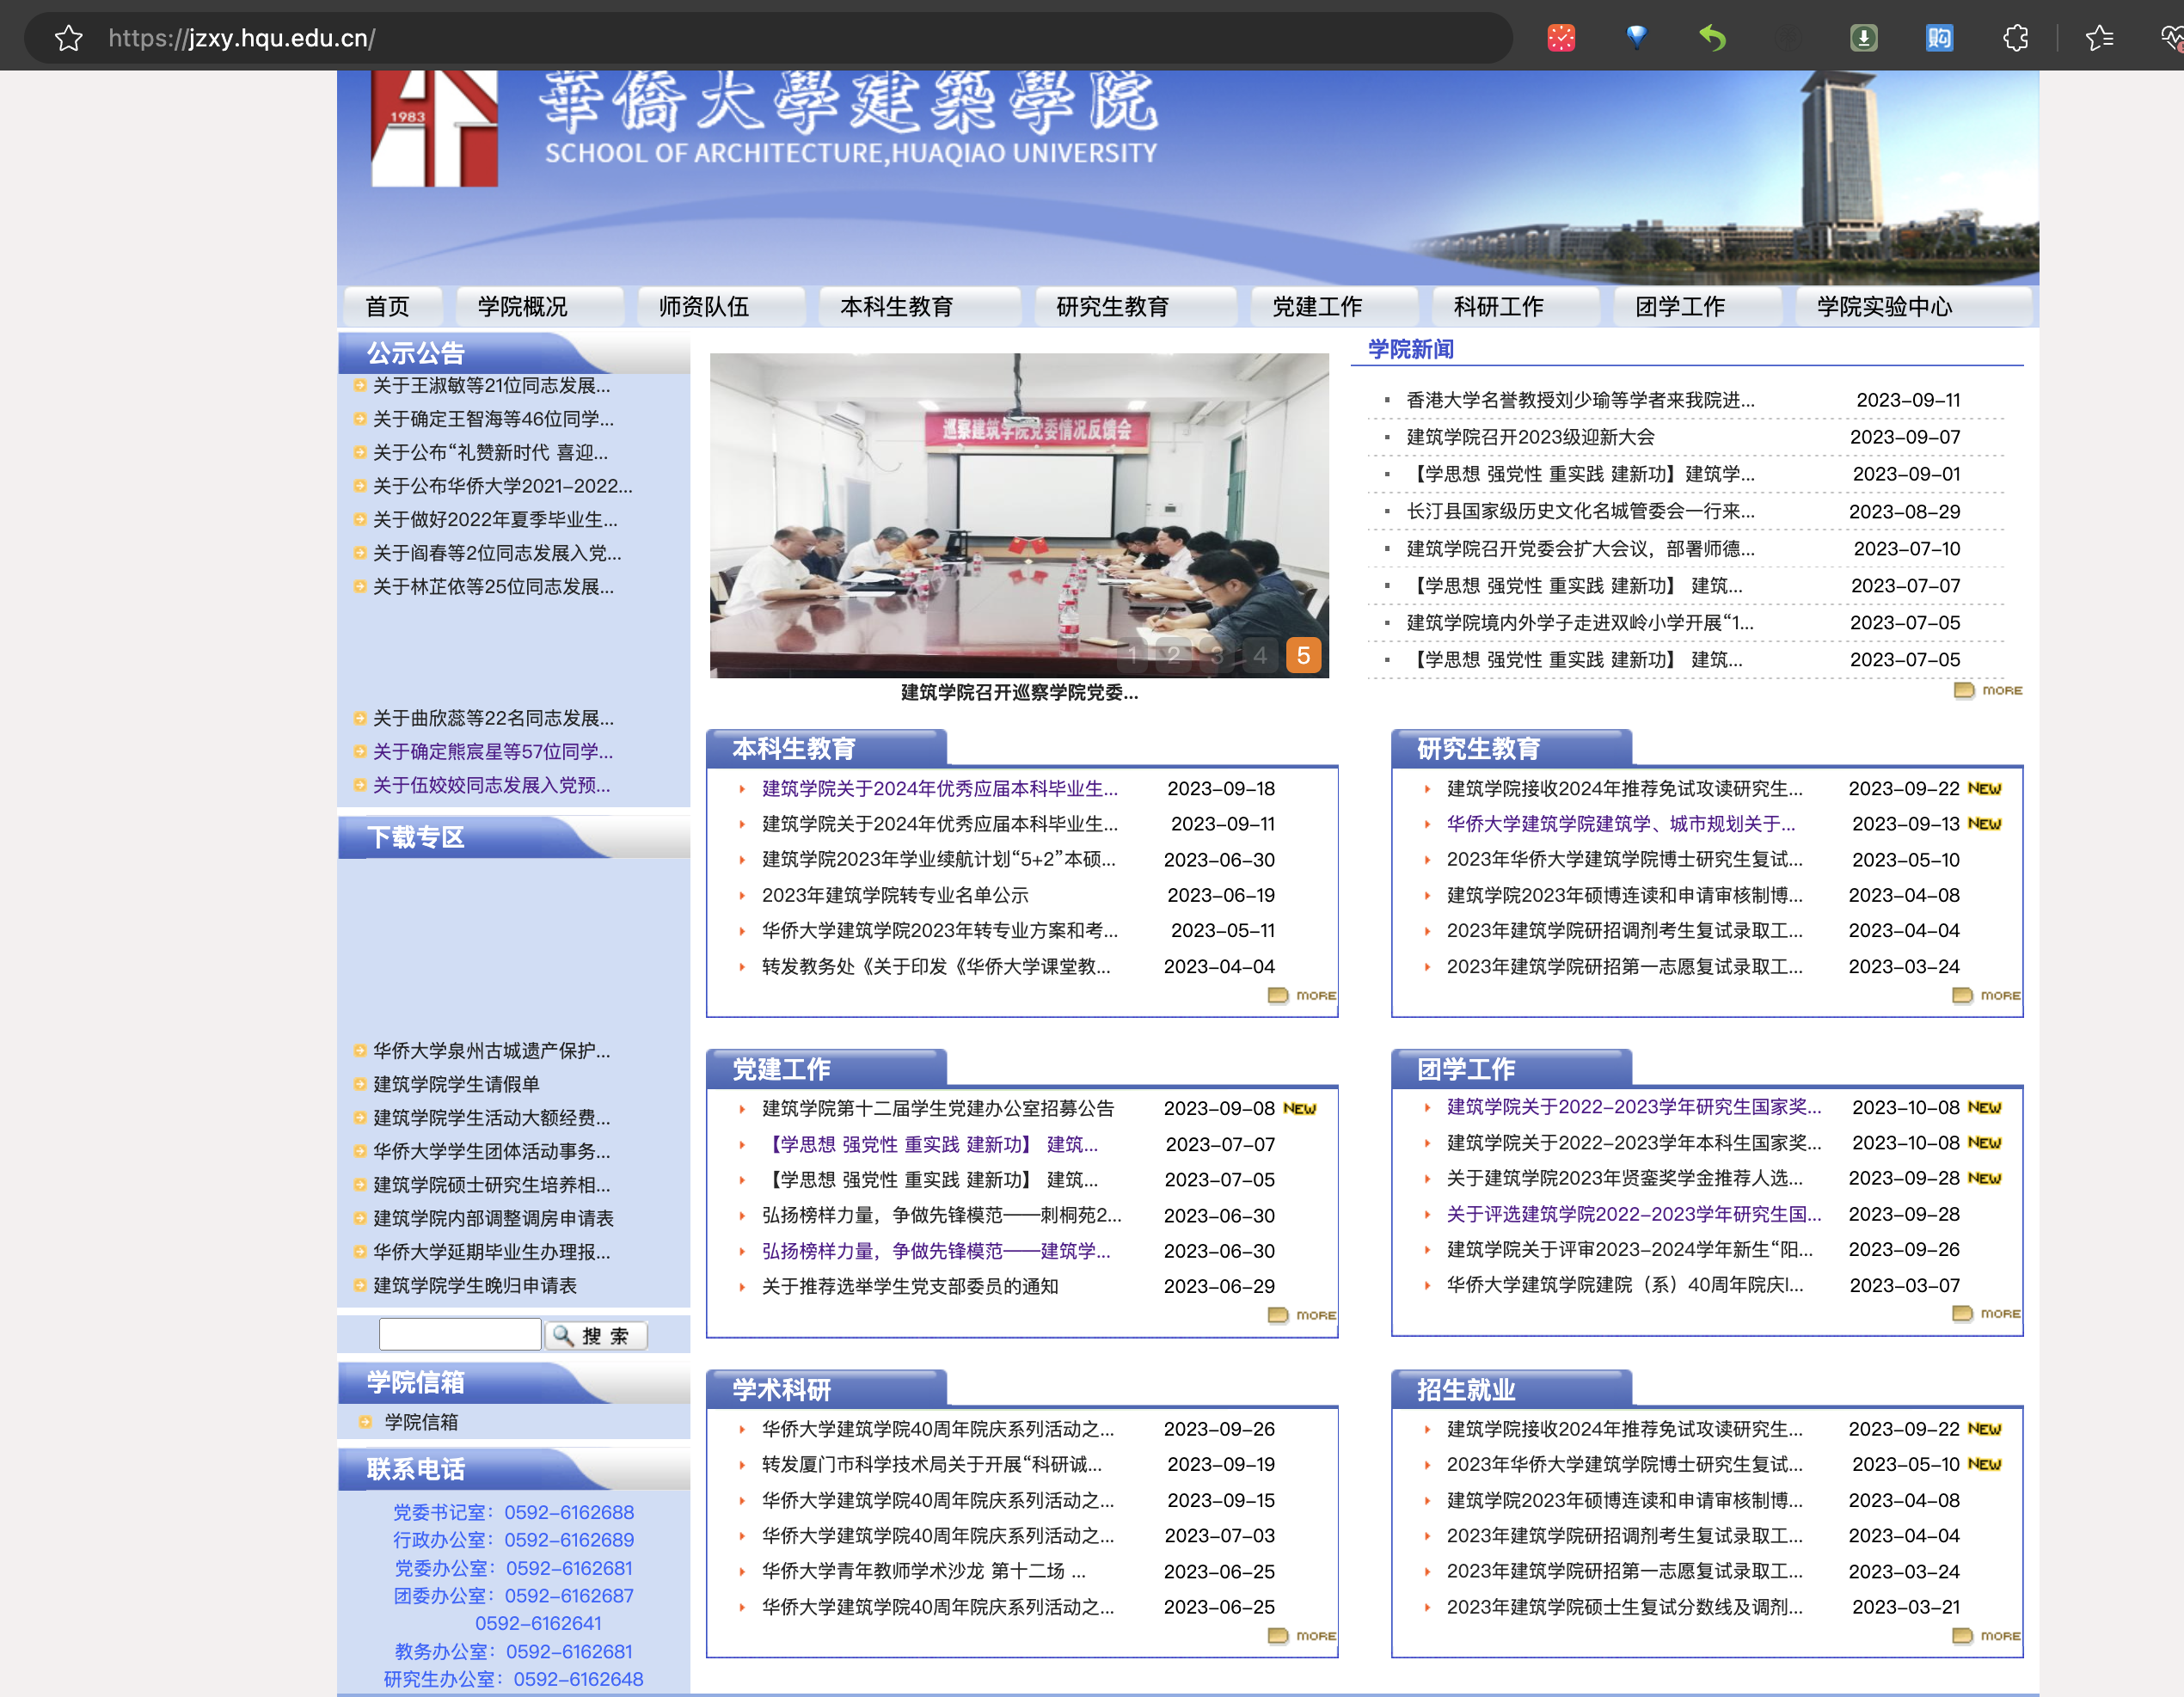 https://jzxy.hqu.edu.cn/
购
1983
華僑大學建築學院
SCHOOL OF ARCHITECTURE,HUAQIAO UNIVERSITY
首页 学院概况 师资队伍 本科生教育 研究生教育 党建工作 科研工作 团学工作 学院实验中心
公示公告
关于王淑敏等21位同志发展...
关于确定王智海等46位同学...
关于公布“礼赞新时代 喜迎...
关于公布华侨大学2021-2022...
关于做好2022年夏季毕业生...
关于阎春等2位同志发展入党...
关于林芷依等25位同志发展...
关于曲欣蕊等22名同志发展...
关于确定熊宸星等57位同学...
关于伍姣姣同志发展入党预...
下载专区
华侨大学泉州古城遗产保护...
建筑学院学生请假单
建筑学院学生活动大额经费...
华侨大学学生团体活动事务...
建筑学院硕士研究生培养相...
建筑学院内部调整调房申请表
华侨大学延期毕业生办理报...
建筑学院学生晚归申请表
搜 索
学院信箱
学院信箱
联系电话
党委书记室：0592-6162688
行政办公室：0592-6162689
党委办公室：0592-6162681
团委办公室：0592-6162687
0592-6162641
教务办公室：0592-6162681
研究生办公室：0592-6162648
巡察建筑学院党委情况反馈会
1 2 3 4 5
建筑学院召开巡察学院党委...
学院新闻
香港大学名誉教授刘少瑜等学者来我院进... 2023-09-11
建筑学院召开2023级迎新大会 2023-09-07
【学思想 强党性 重实践 建新功】建筑学... 2023-09-01
长汀县国家级历史文化名城管委会一行来... 2023-08-29
建筑学院召开党委会扩大会议，部署师德... 2023-07-10
【学思想 强党性 重实践 建新功】 建筑... 2023-07-07
建筑学院境内外学子走进双岭小学开展“1... 2023-07-05
【学思想 强党性 重实践 建新功】 建筑... 2023-07-05
MORE
本科生教育
建筑学院关于2024年优秀应届本科毕业生... 2023-09-18
建筑学院关于2024年优秀应届本科毕业生... 2023-09-11
建筑学院2023年学业续航计划“5+2”本硕... 2023-06-30
2023年建筑学院转专业名单公示 2023-06-19
华侨大学建筑学院2023年转专业方案和考... 2023-05-11
转发教务处《关于印发《华侨大学课堂教... 2023-04-04
MORE
研究生教育
建筑学院接收2024年推荐免试攻读研究生... 2023-09-22 NEW
华侨大学建筑学院建筑学、城市规划关于... 2023-09-13 NEW
2023年华侨大学建筑学院博士研究生复试... 2023-05-10
建筑学院2023年硕博连读和申请审核制博... 2023-04-08
2023年建筑学院研招调剂考生复试录取工... 2023-04-04
2023年建筑学院研招第一志愿复试录取工... 2023-03-24
MORE
党建工作
建筑学院第十二届学生党建办公室招募公告 2023-09-08 NEW
【学思想 强党性 重实践 建新功】 建筑... 2023-07-07
【学思想 强党性 重实践 建新功】 建筑... 2023-07-05
弘扬榜样力量，争做先锋模范——刺桐苑2... 2023-06-30
弘扬榜样力量，争做先锋模范——建筑学... 2023-06-30
关于推荐选举学生党支部委员的通知 2023-06-29
MORE
团学工作
建筑学院关于2022-2023学年研究生国家奖... 2023-10-08 NEW
建筑学院关于2022-2023学年本科生国家奖... 2023-10-08 NEW
关于建筑学院2023年贤銮奖学金推荐人选... 2023-09-28 NEW
关于评选建筑学院2022-2023学年研究生国... 2023-09-28
建筑学院关于评审2023-2024学年新生“阳... 2023-09-26
华侨大学建筑学院建院（系）40周年院庆l... 2023-03-07
MORE
学术科研
华侨大学建筑学院40周年院庆系列活动之... 2023-09-26
转发厦门市科学技术局关于开展“科研诚... 2023-09-19
华侨大学建筑学院40周年院庆系列活动之... 2023-09-15
华侨大学建筑学院40周年院庆系列活动之... 2023-07-03
华侨大学青年教师学术沙龙 第十二场 ... 2023-06-25
华侨大学建筑学院40周年院庆系列活动之... 2023-06-25
MORE
招生就业
建筑学院接收2024年推荐免试攻读研究生... 2023-09-22 NEW
2023年华侨大学建筑学院博士研究生复试... 2023-05-10 NEW
建筑学院2023年硕博连读和申请审核制博... 2023-04-08
2023年建筑学院研招调剂考生复试录取工... 2023-04-04
2023年建筑学院研招第一志愿复试录取工... 2023-03-24
2023年建筑学院硕士生复试分数线及调剂... 2023-03-21
MORE